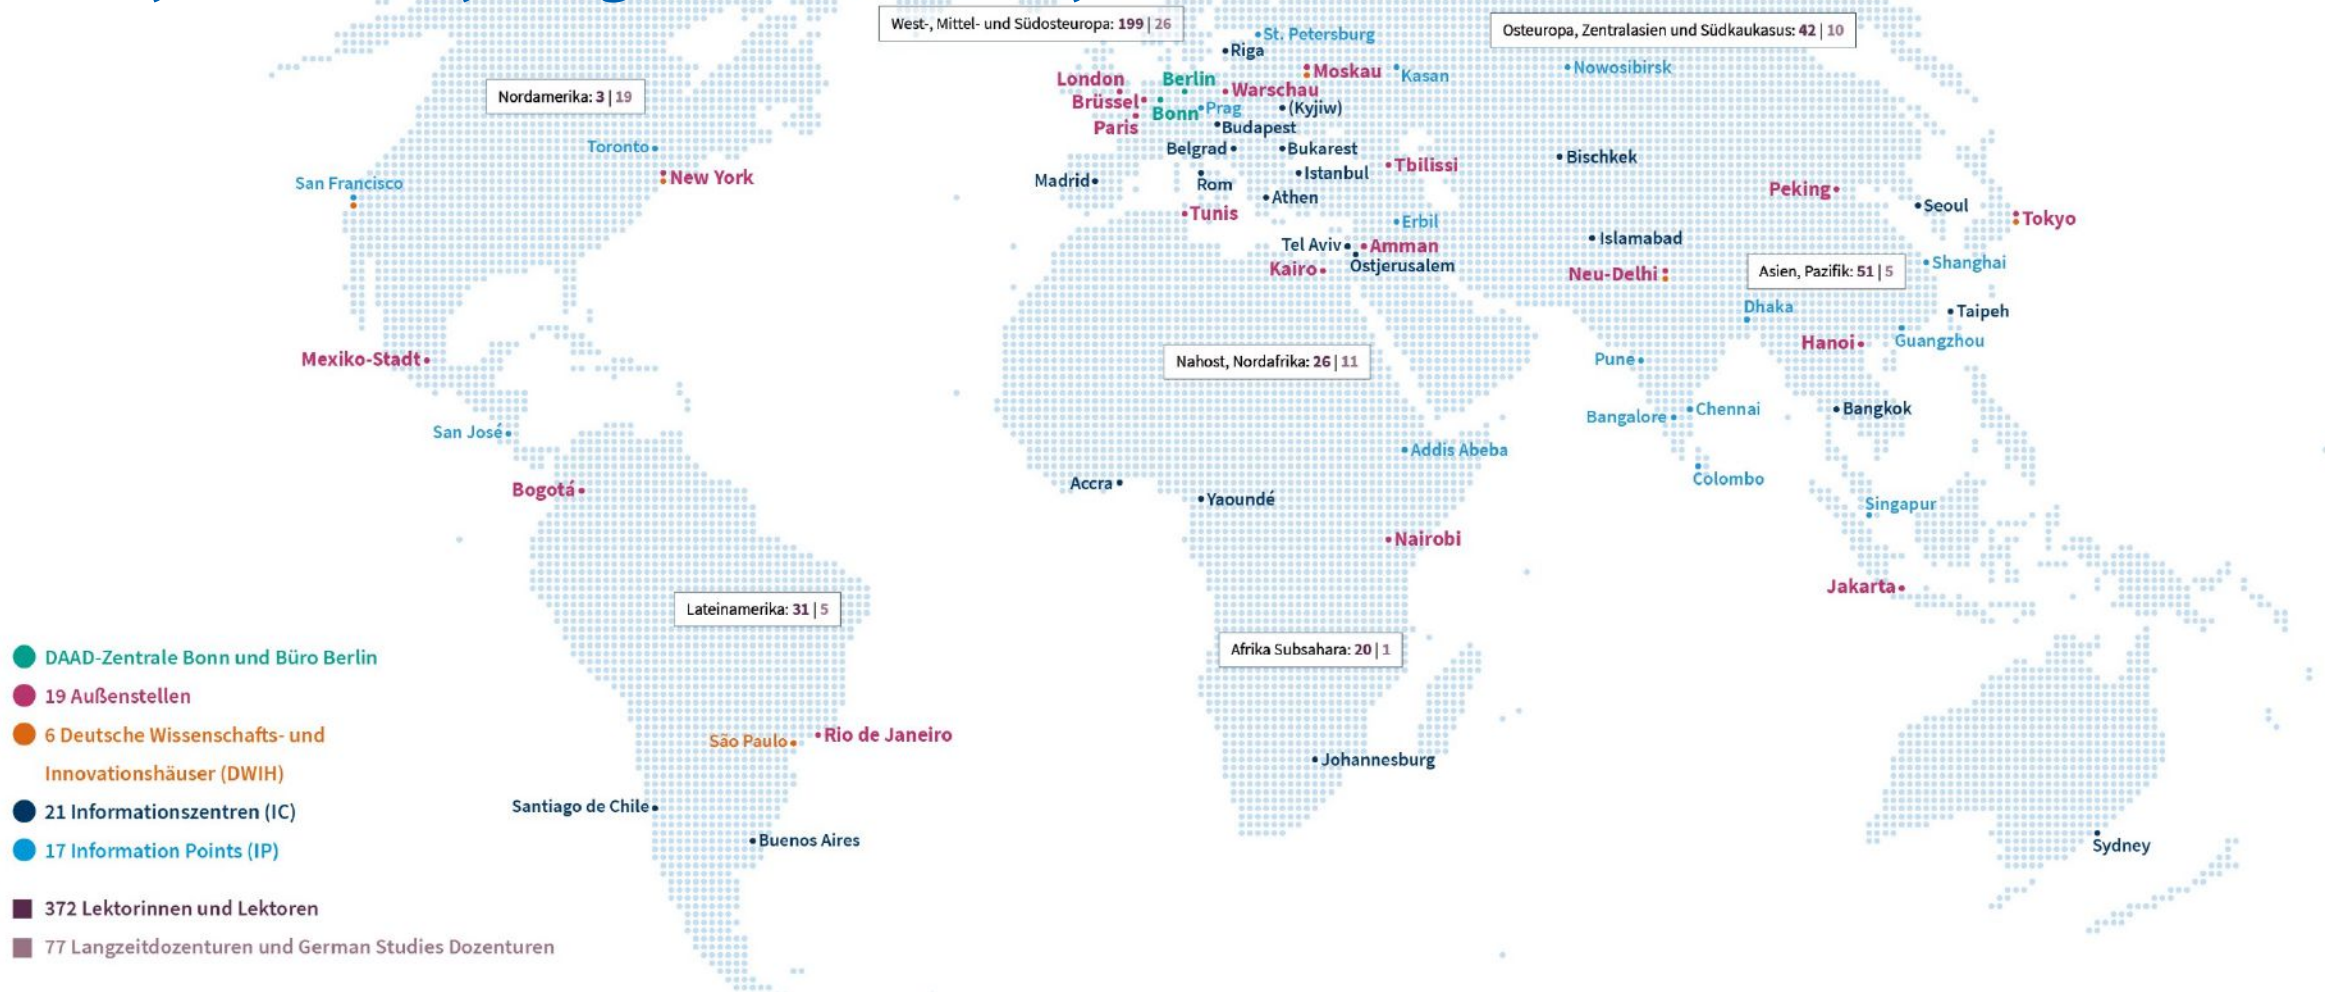 West-, Mittel- und Südosteuropa: 199 | 26
Osteuropa, Zentralasien und Südkaukasus: 42 | 10
St. Petersburg
Riga
London
Berlin
Moskau
Kasan
Nowosibirsk
Nordamerika: 3 | 19
Brüssel
Warschau
Bonn
Prag
(Kyjiw)
Paris
Budapest
Toronto
Belgrad
Bukarest
Bischkek
San Francisco
New York
Madrid
Rom
Istanbul
Tbilissi
Peking
Athen
Seoul
Tunis
Erbil
Tokyo
Tel Aviv
Amman
Islamabad
Kairo
Ostjerusalem
Neu-Delhi
Asien, Pazifik: 51 | 5
Shanghai
Dhaka
Taipeh
Hanoi
Guangzhou
Mexiko-Stadt
Nahost, Nordafrika: 26 | 11
Pune
San José
Bangalore
Chennai
Bangkok
Addis Abeba
Bogotá
Accra
Yaoundé
Colombo
Singapur
Nairobi
Jakarta
Lateinamerika: 31 | 5
Afrika Subsahara: 20 | 1
São Paulo
Rio de Janeiro
Johannesburg
Santiago de Chile
Buenos Aires
Sydney
DAAD-Zentrale Bonn und Büro Berlin
19 Außenstellen
6 Deutsche Wissenschafts- und
Innovationshäuser (DWIH)
21 Informationszentren (IC)
17 Information Points (IP)
372 Lektorinnen und Lektoren
77 Langzeitdozenturen und German Studies Dozenturen